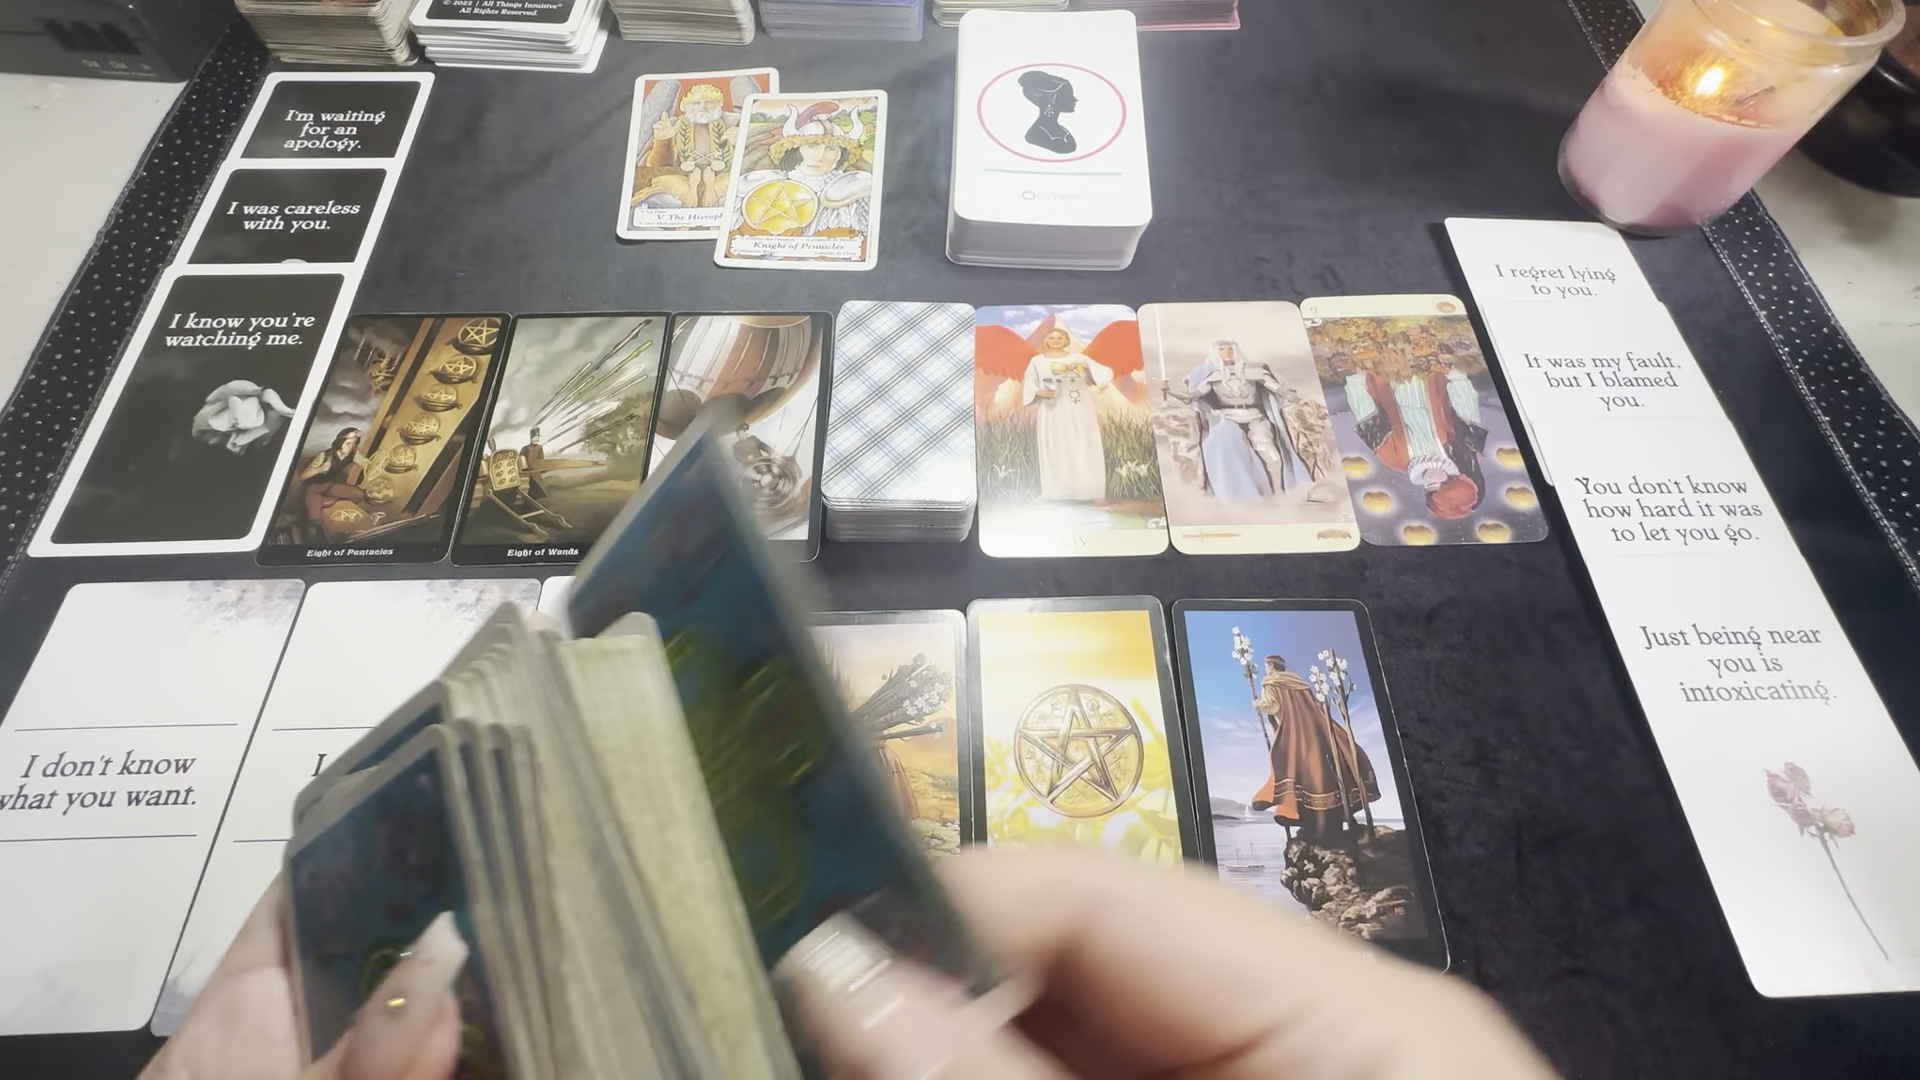 © 2022 | All Things Intuitive
All Rights Reserved.
I'm waiting
for an
apology.
I was careless
with you.
I know you're
watching me.
V The Hieroph
Knight of Pentacles
I regret lying
to you.
It was my fault,
but I blamed
you.
You don't know
how hard it was
to let you go.
Just being near
you is
intoxicating.
9
IV
Eight of Pentacles
Eight of Wands
I don't know
what you want.
I